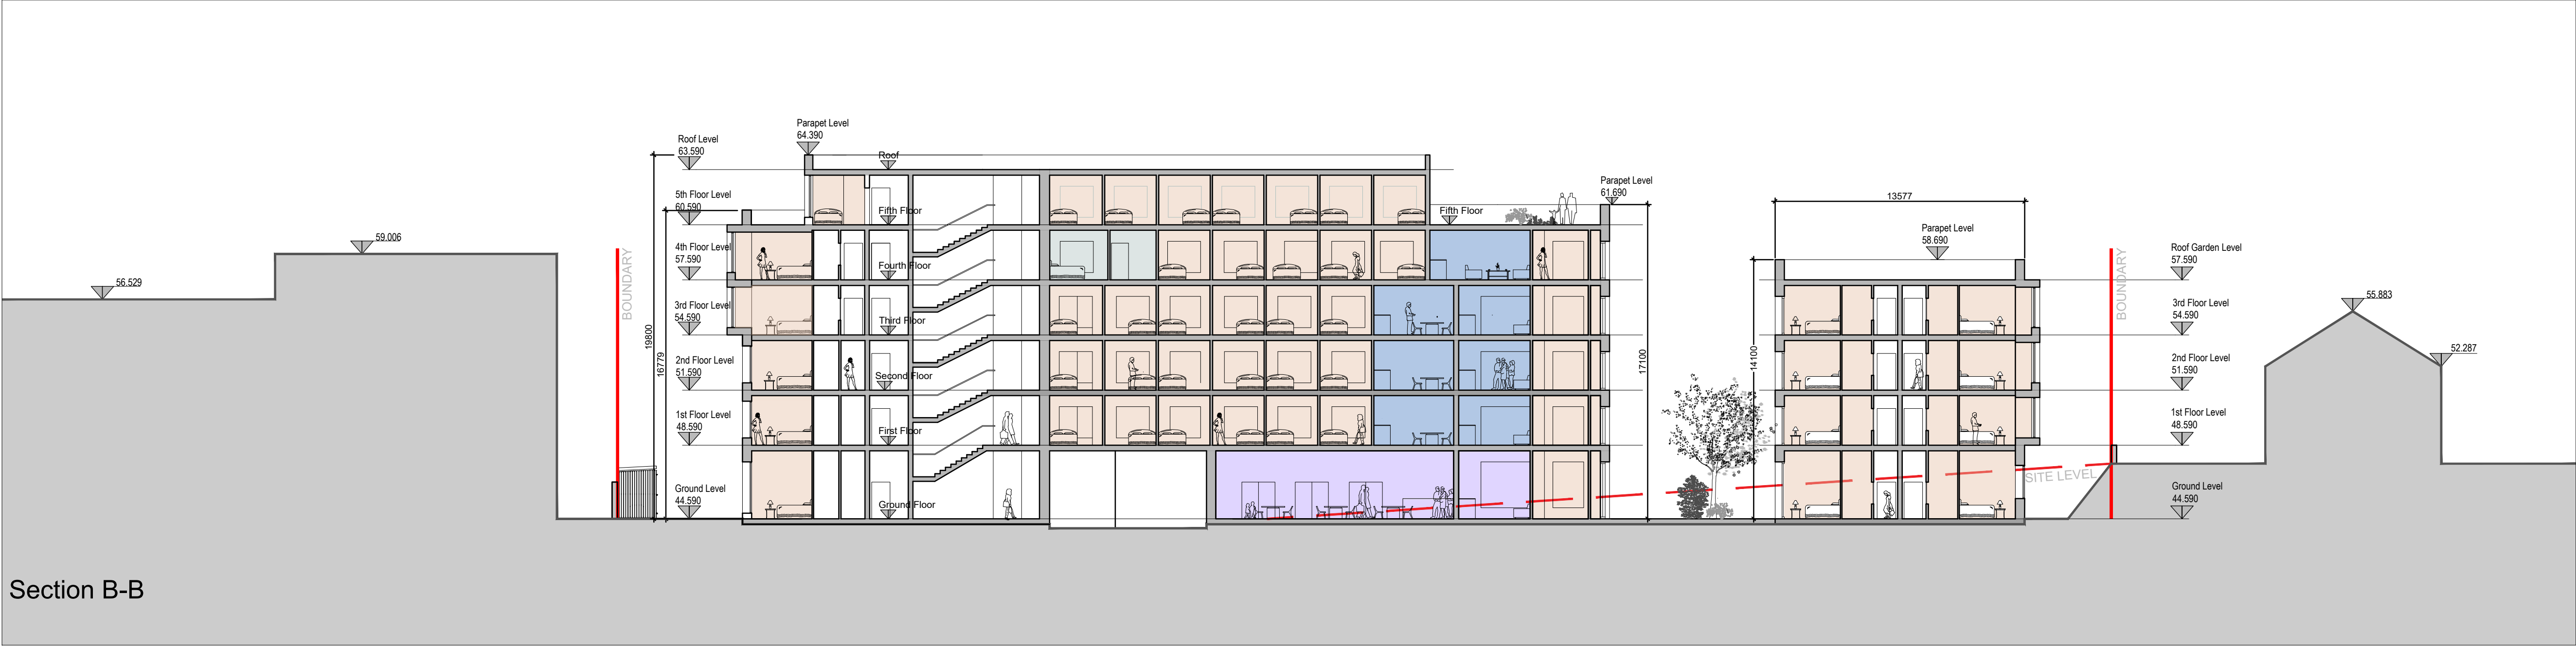 Parapet Level
64.390
Roof Level
63.590
Roof
5th Floor Level
60.590
Fifth Floor
Fifth Floor
Parapet Level
61.690
13577
Parapet Level
58.690
59.006
56.529
BOUNDARY
4th Floor Level
57.590
Fourth Floor
Roof Garden Level
57.590
BOUNDARY
55.883
3rd Floor Level
54.590
Third Floor
3rd Floor Level
54.590
19800
16779
17100
14100
2nd Floor Level
51.590
Second Floor
2nd Floor Level
51.590
52.287
1st Floor Level
48.590
First Floor
1st Floor Level
48.590
SITE LEVEL
Ground Level
44.590
Ground Floor
Ground Level
44.590
Section B-B